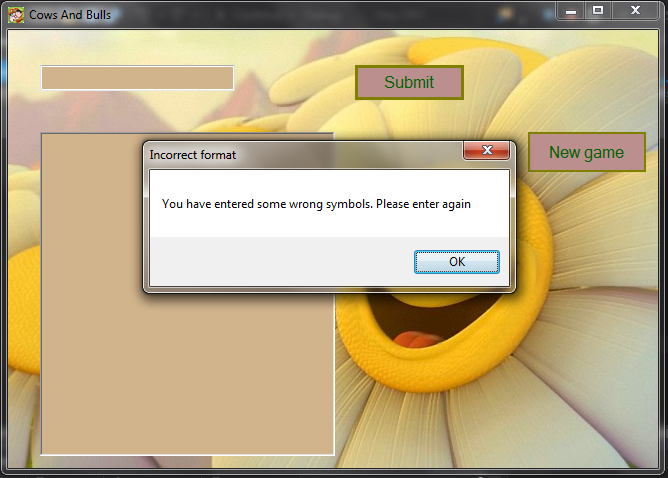 Cows And Bulls
Submit
New game
Incorrect format
You have entered some wrong symbols. Please enter again
OK